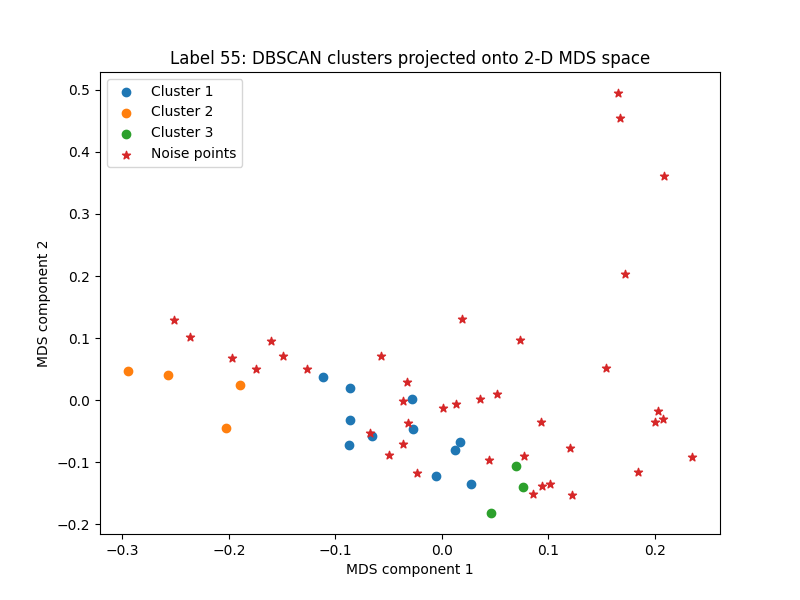 Label 55: DBSCAN clusters projected onto 2-D MDS space
Cluster 1
Cluster 2
Cluster 3
Noise points
0.5
0.4
0.3
0.2
0.1
0.0
−0.1
−0.2
MDS component 2
−0.3
−0.2
−0.1
0.0
0.1
0.2
MDS component 1